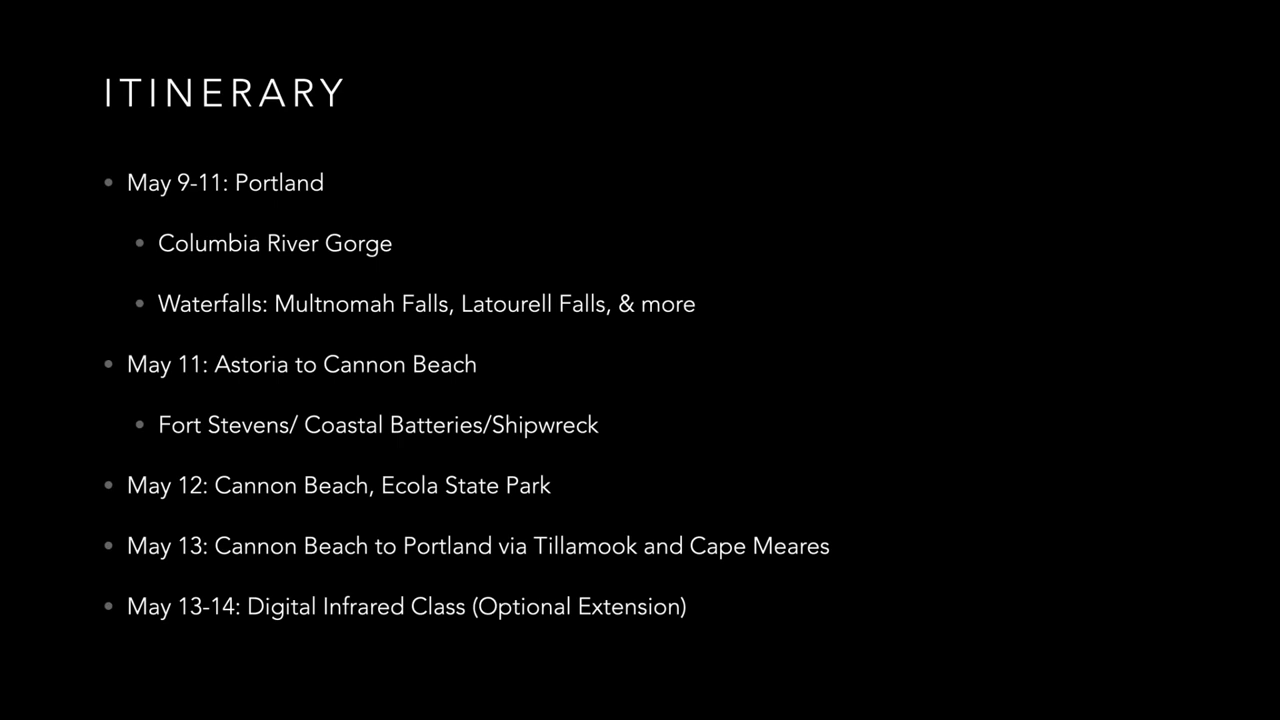 ITINERARY
• May 9-11: Portland
• Columbia River Gorge
• Waterfalls: Multnomah Falls, Latourell Falls, & more
• May 11: Astoria to Cannon Beach
• Fort Stevens/ Coastal Batteries/Shipwreck
• May 12: Cannon Beach, Ecola State Park
• May 13: Cannon Beach to Portland via Tillamook and Cape Meares
• May 13-14: Digital Infrared Class (Optional Extension)